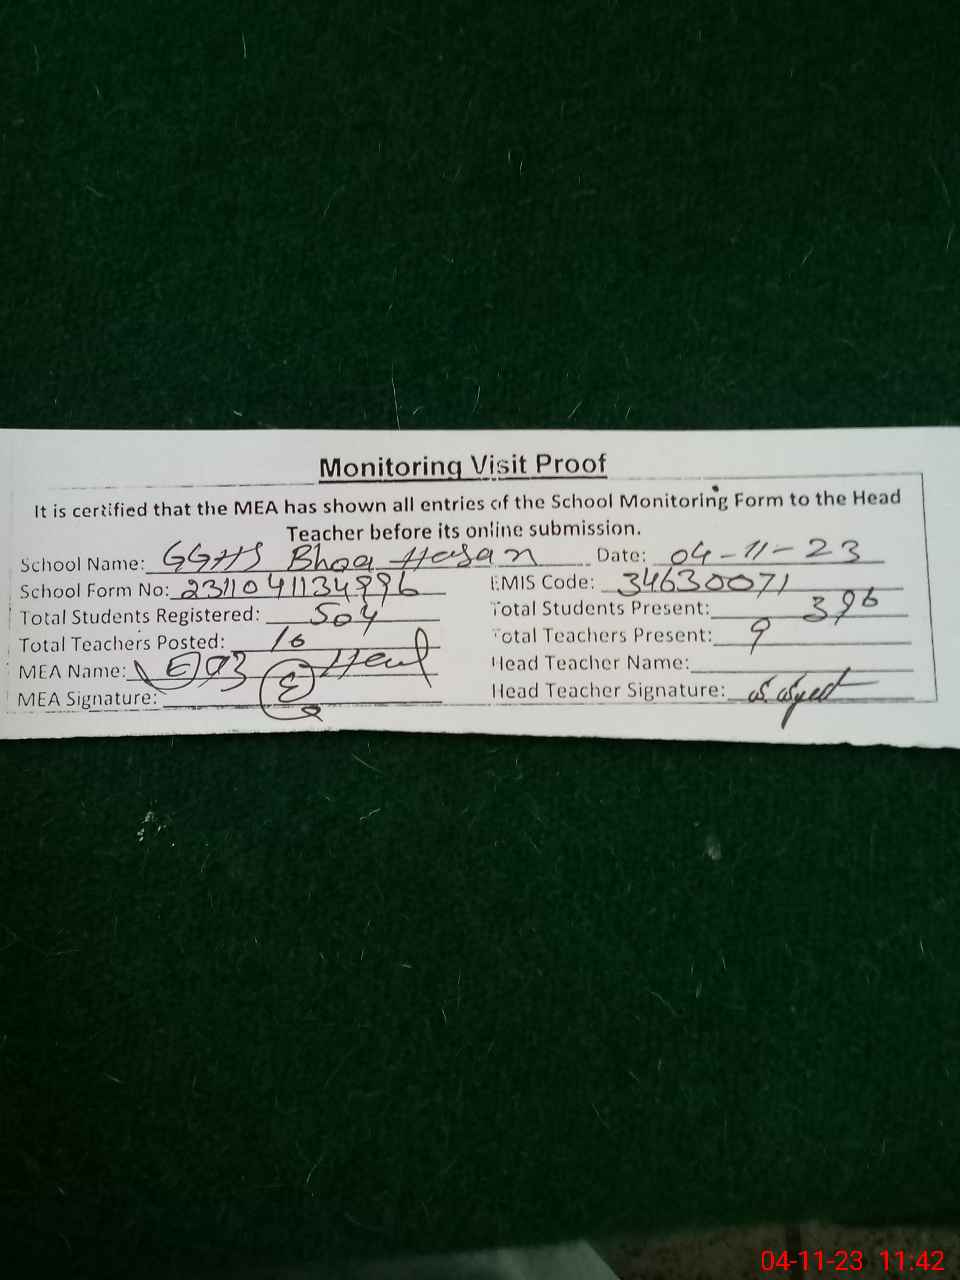 Monitoring Visit Proof
It is certified that the MEA has shown all entries of the School Monitoring Form to the Head
Teacher before its online submission.
School Name: GGHS Bhaa Hasan Date: 04-11-23
School Form No: 2311041134996 EMIS Code: 34630071
Total Students Registered: 504 Total Students Present: 396
Total Teachers Posted: 10 Total Teachers Present: 9
MEA Name: Head Teacher Name:
MEA Signature: Head Teacher Signature:
04-11-23 11:42